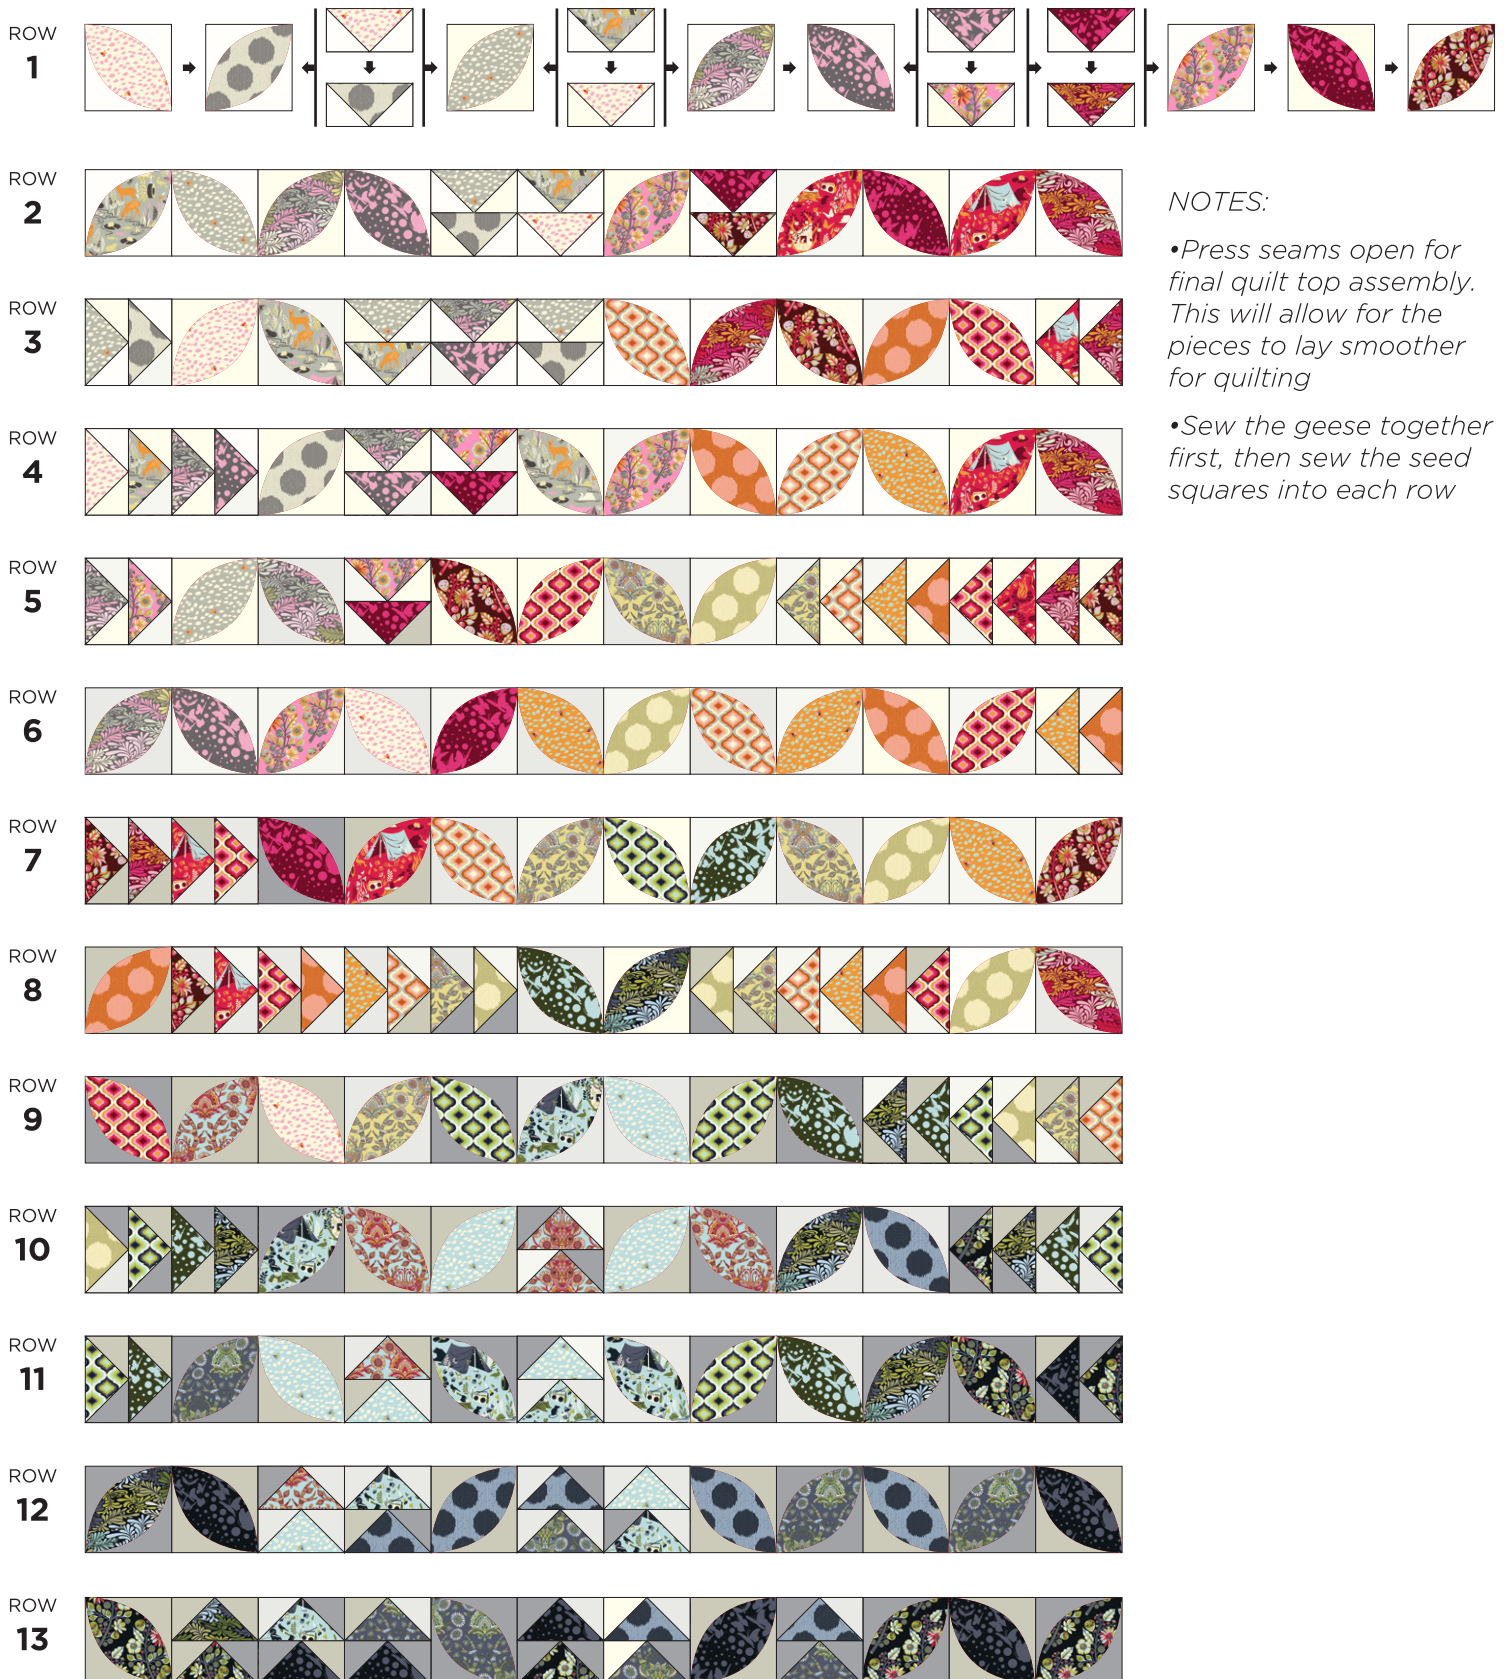 ROW
1
ROW
2
NOTES:
•Press seams open for
final quilt top assembly.
This will allow for the
pieces to lay smoother
for quilting
•Sew the geese together
first, then sew the seed
squares into each row
ROW
3
ROW
4
ROW
5
ROW
6
ROW
7
ROW
8
ROW
9
ROW
10
ROW
11
ROW
12
ROW
13